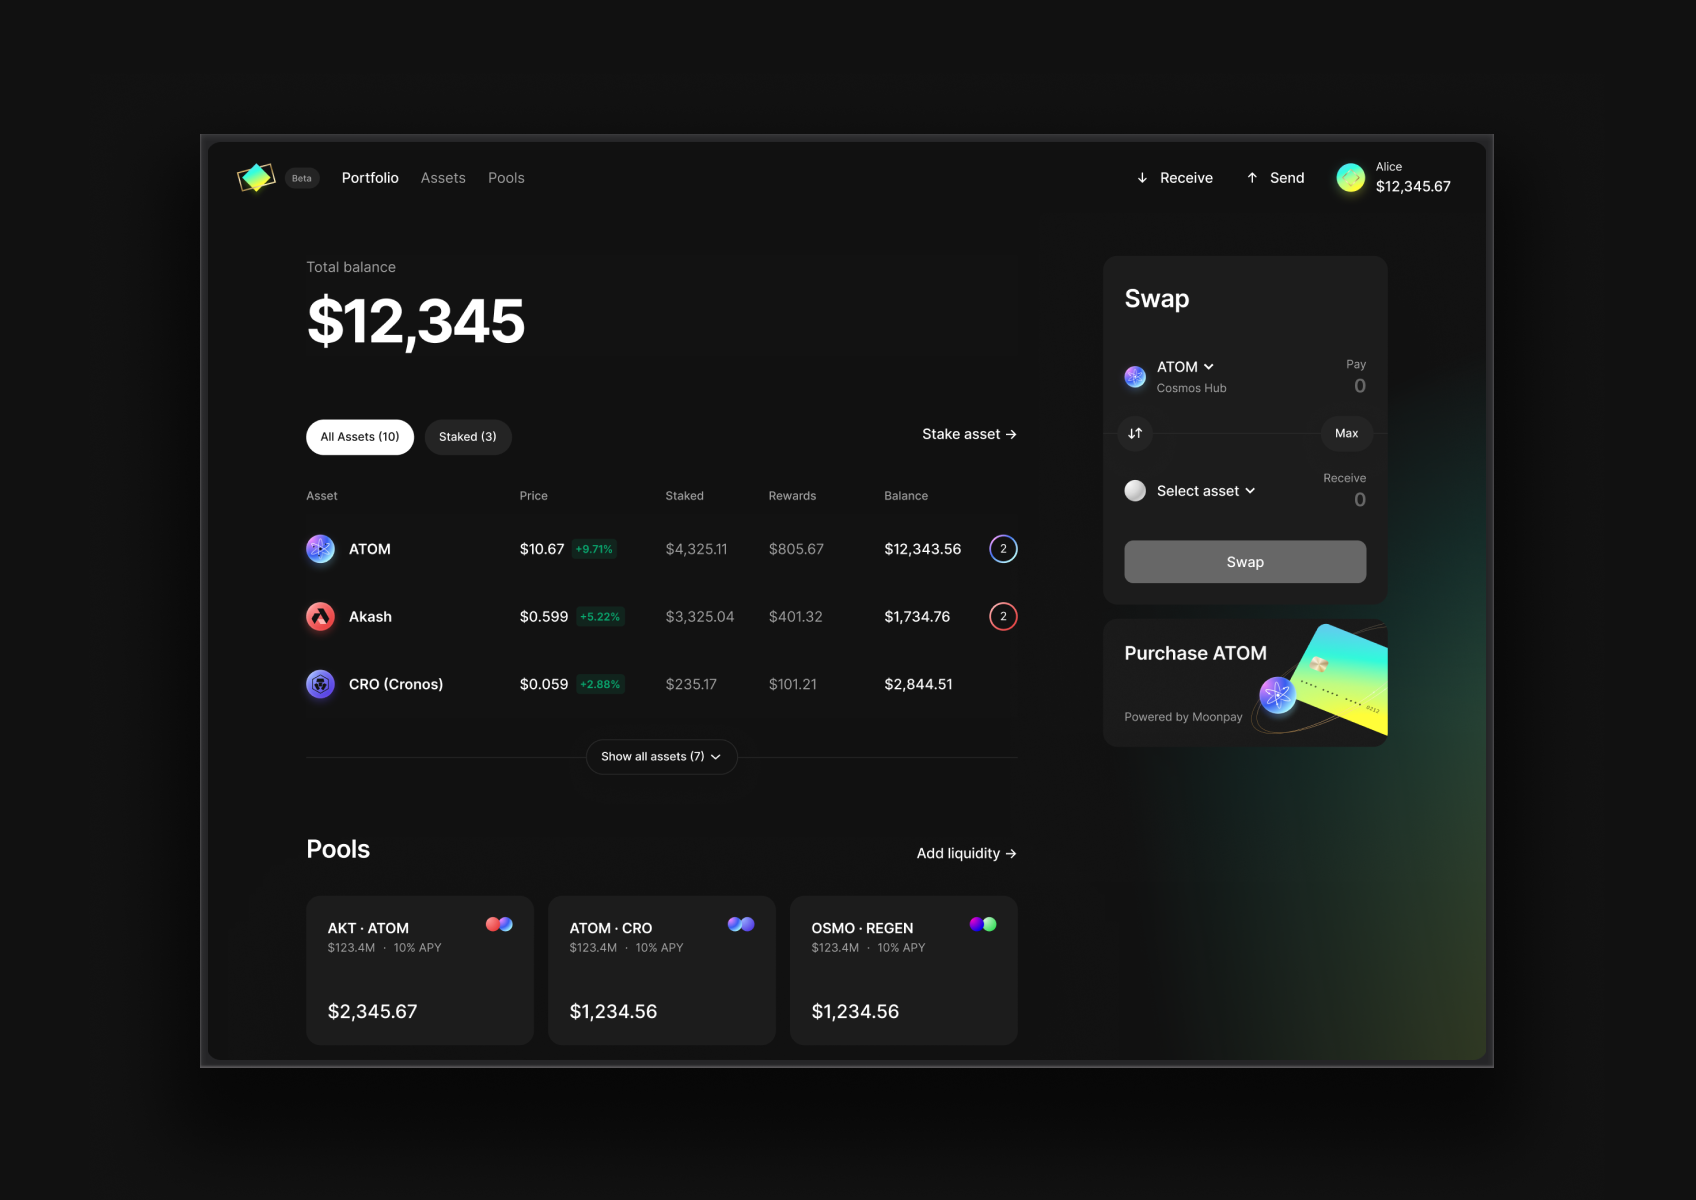 Beta Portfolio Assets Pools
Receive Send
Alice
$12,345.67
Total balance
$12,345
All Assets (10) Staked (3) Stake asset →
Asset Price Staked Rewards Balance
ATOM $10.67 +9.71% $4,325.11 $805.67 $12,343.56 2
Akash $0.599 +5.22% $3,325.04 $401.32 $1,734.76 2
CRO (Cronos) $0.059 +2.88% $235.17 $101.21 $2,844.51
Show all assets (7)
Pools Add liquidity →
AKT · ATOM
$123.4M · 10% APY
$2,345.67
ATOM · CRO
$123.4M · 10% APY
$1,234.56
OSMO · REGEN
$123.4M · 10% APY
$1,234.56
Swap
ATOM Pay
Cosmos Hub 0
Max
Select asset Receive
0
Swap
Purchase ATOM
Powered by Moonpay